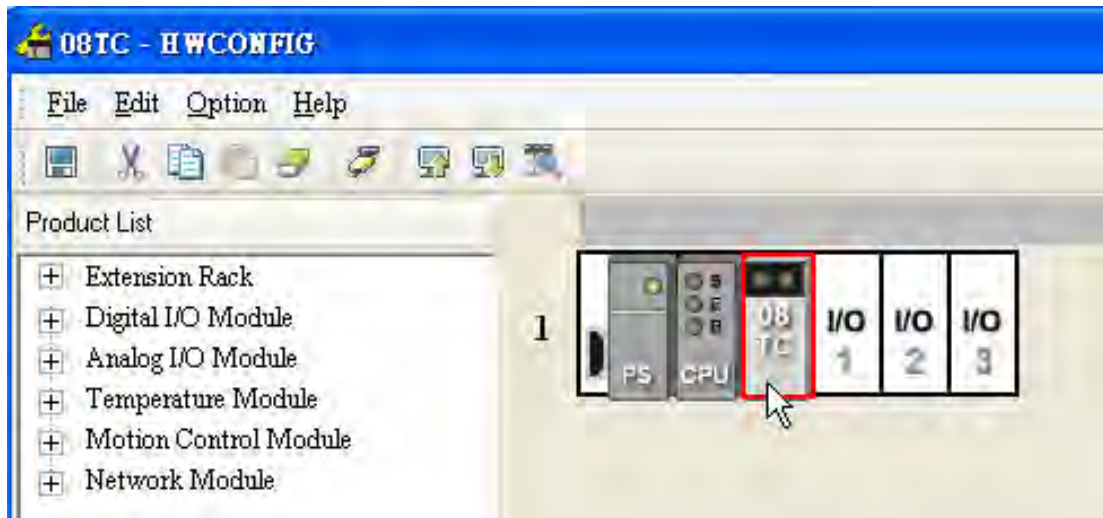 08TC - HWCONFIG
File Edit Option Help
Product List
Extension Rack
Digital I/O Module
Analog I/O Module
Temperature Module
Motion Control Module
Network Module
1
PS
CPU
08
TC
I/O
1
I/O
2
I/O
3